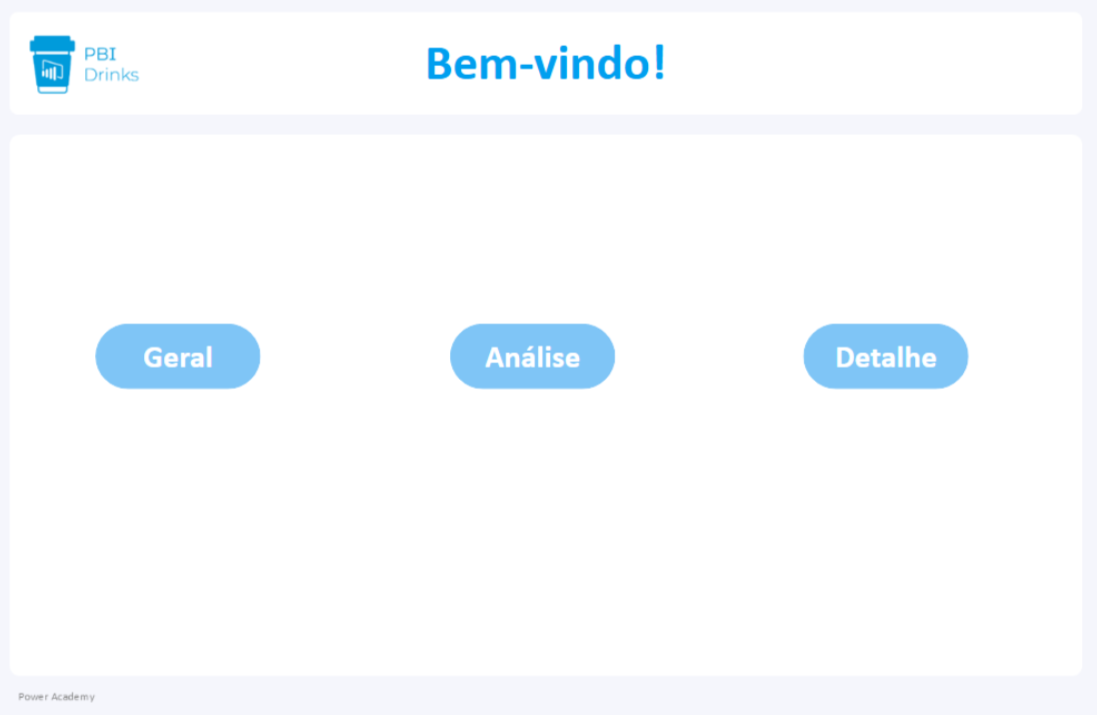 PBI
Drinks
Bem-vindo!
Geral
Análise
Detalhe
Power Academy